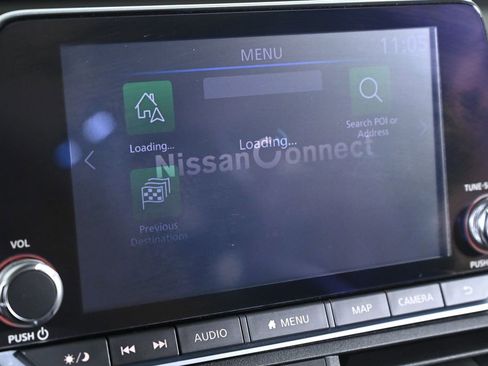 MENU 11:05
Loading...
Search POI or
Address
Loading...
NissanConnect
Previous
Destinations
VOL
TUNE-S
PUSH
PUSH
AUDIO
MENU
MAP
CAMERA